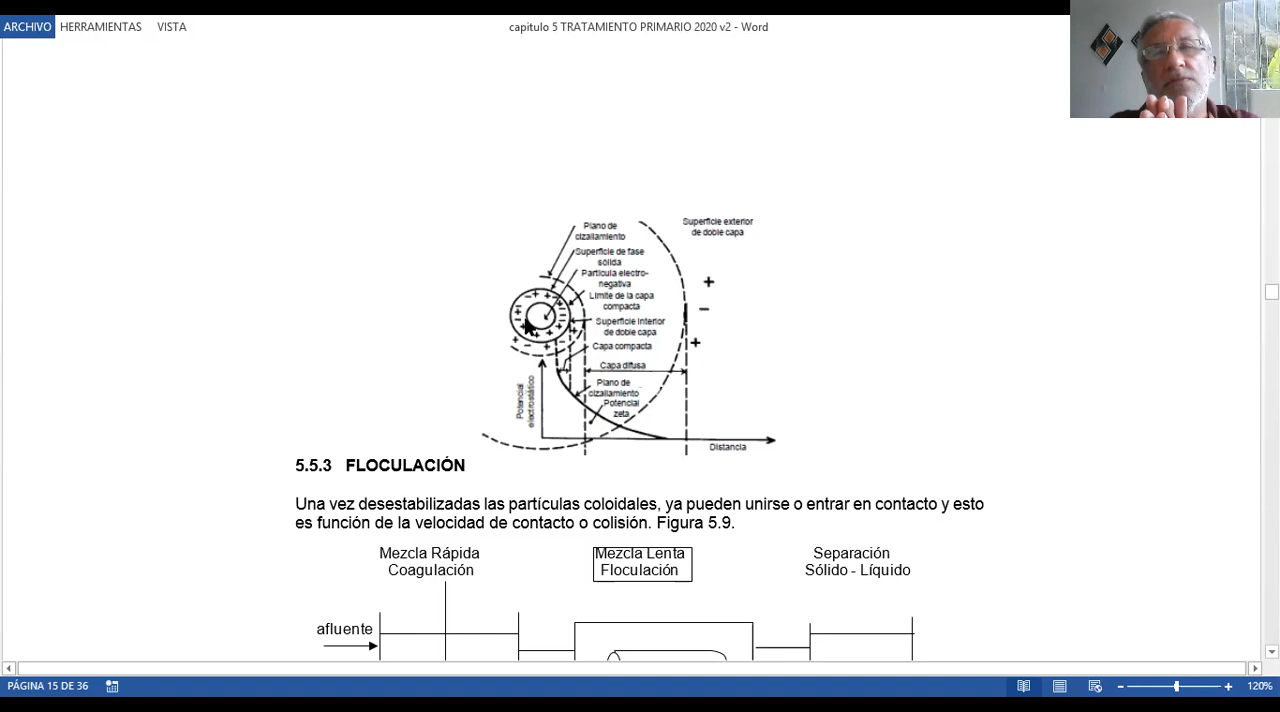 ARCHIVO HERRAMIENTAS VISTA
capitulo 5 TRATAMIENTO PRIMARIO 2020 v2 - Word
Plano de
cizallamiento
Superficie exterior
de doble capa
Superficie de fase
sólida
Partícula electro-
negativa
Límite de la capa
compacta
Superficie interior
de doble capa
Capa compacta
Capa difusa
Plano de
cizallamiento
Potencial
zeta
Potencial
electrostático
Distancia
5.5.3 FLOCULACIÓN
Una vez desestabilizadas las partículas coloidales, ya pueden unirse o entrar en contacto y esto
es función de la velocidad de contacto o colisión. Figura 5.9.
Mezcla Rápida
Coagulación
Mezcla Lenta
Floculación
Separación
Sólido - Líquido
afluente
PÁGINA 15 DE 36
120%